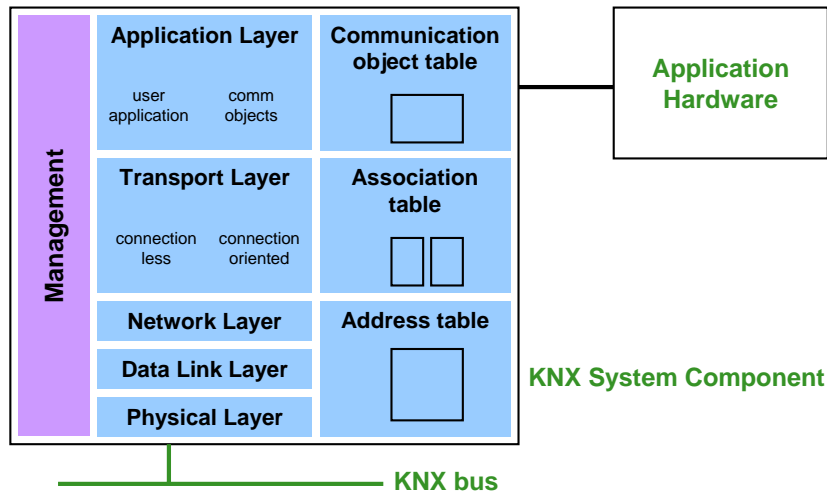 Management
Application Layer
user
application
comm
objects
Communication
object table
Application
Hardware
Transport Layer
connection
less
connection
oriented
Association
table
Network Layer
Data Link Layer
Physical Layer
Address table
KNX System Component
KNX bus